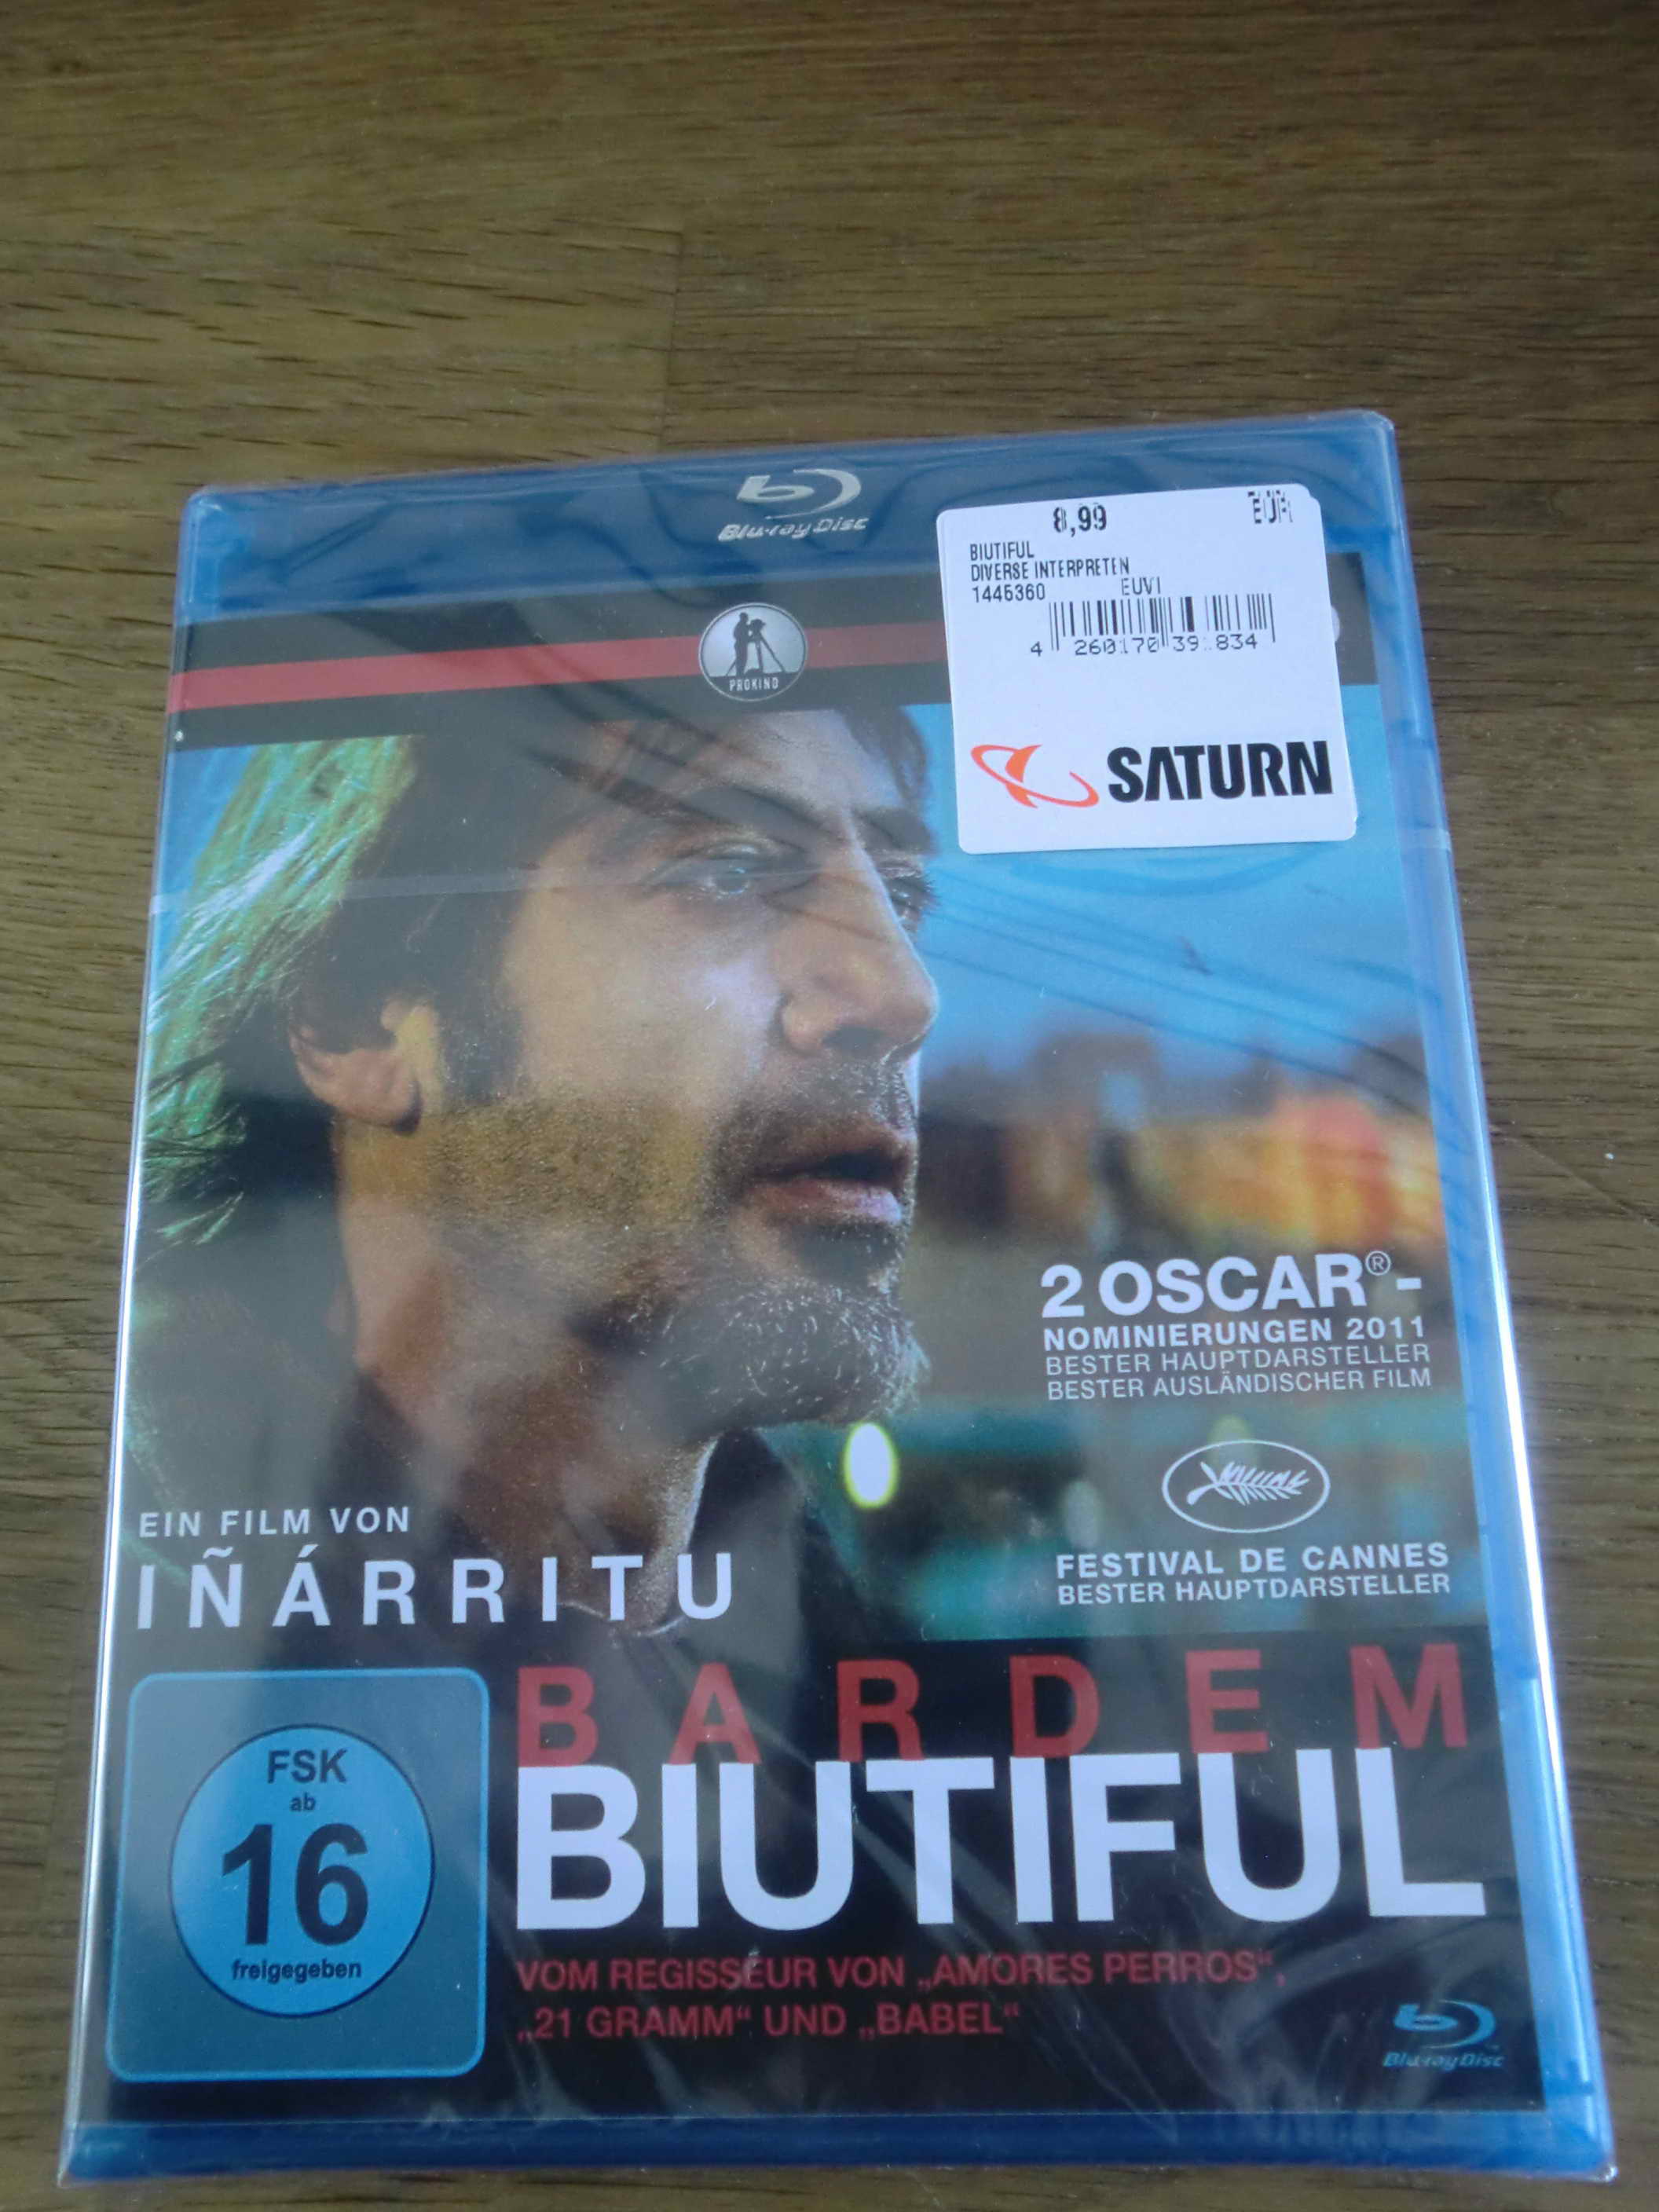 Blu-ray Disc
8,99 EUR
BIUTIFUL
DIVERSE INTERPRETEN
1445360 EUVI
SATURN
PROKINO
2 OSCAR®-
NOMINIERUNGEN 2011
BESTER HAUPTDARSTELLER
BESTER AUSLÄNDISCHER FILM
FESTIVAL DE CANNES
BESTER HAUPTDARSTELLER
EIN FILM VON
IÑÁRRITU
BARDEM
BIUTIFUL
FSK
ab
16
freigegeben
VOM REGISSEUR VON „AMORES PERROS“,
„21 GRAMM“ UND „BABEL“
Blu-ray Disc